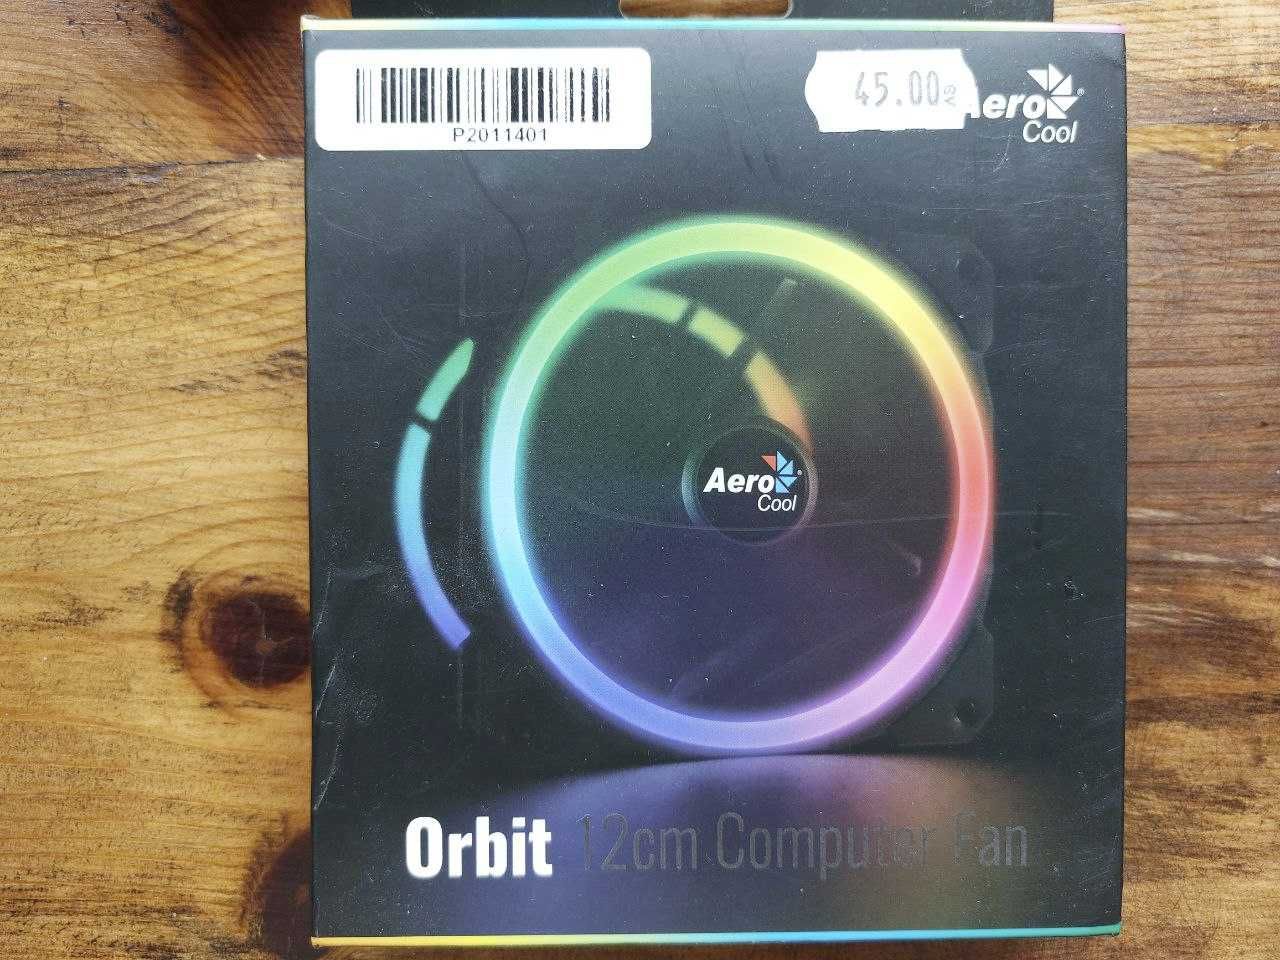 P2011401
45.00
Aero
Cool
Aero
Cool
Orbit 12cm Computer Fan